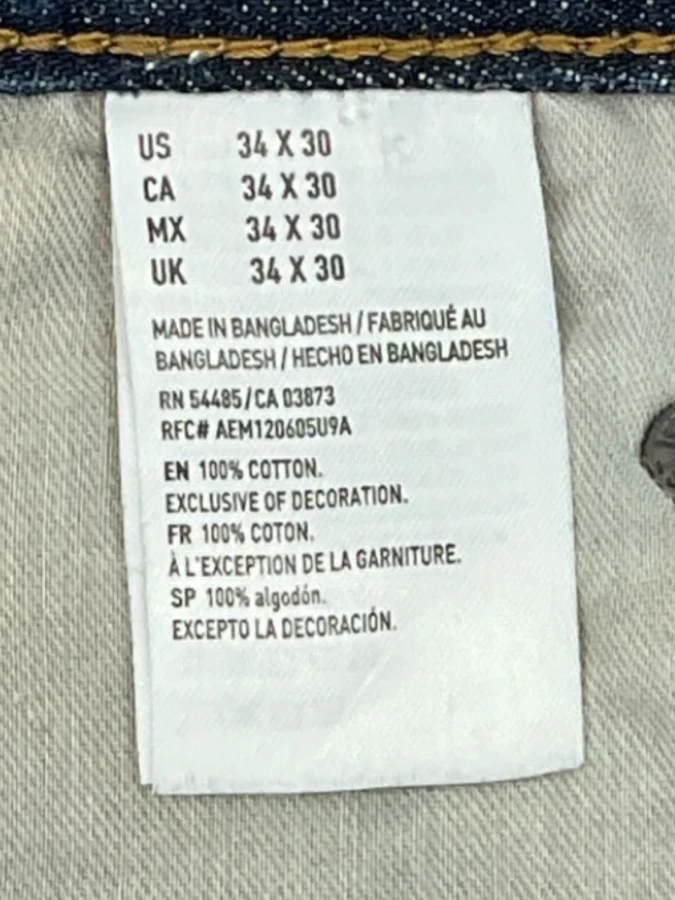 US 34 X 30
CA 34 X 30
MX 34 X 30
UK 34 X 30
MADE IN BANGLADESH / FABRIQUÉ AU
BANGLADESH / HECHO EN BANGLADESH
RN 54485/CA 03873
RFC# AEM120605U9A
EN 100% COTTON.
EXCLUSIVE OF DECORATION.
FR 100% COTON.
À L'EXCEPTION DE LA GARNITURE.
SP 100% algodón.
EXCEPTO LA DECORACIÓN.